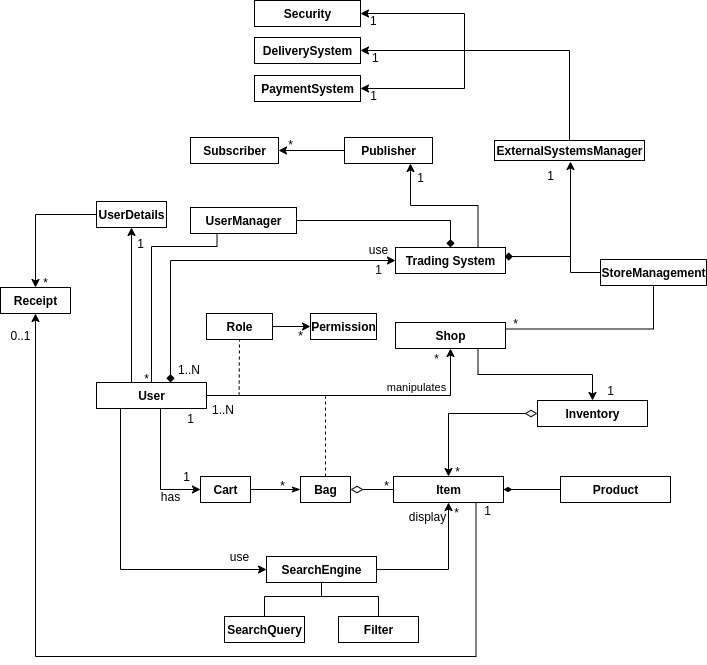 Security
1
DeliverySystem
1
PaymentSystem
1
Subscriber
*
Publisher
1
ExternalSystemsManager
1
UserDetails
1
UserManager
use
1
Trading System
StoreManagement
*
Receipt
0..1
Role
*
Permission
Shop
*
*
1..N
*
User
1..N
manipulates
1
1
Inventory
1
has
Cart
*
Bag
*
Item
*
Product
display
*
1
use
SearchEngine
SearchQuery
Filter